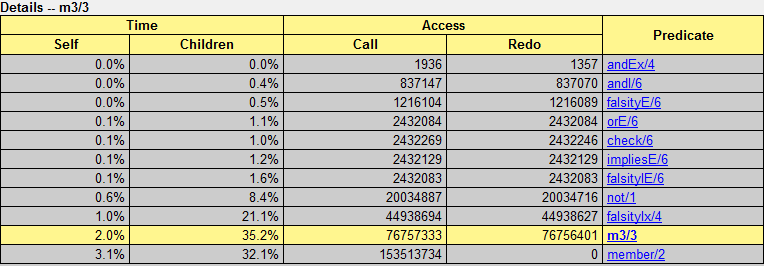 Details -- m3/3
Time Access Predicate
Self Children Call Redo
0.0% 0.0% 1936 1357 andEx/4
0.0% 0.4% 837147 837070 andI/6
0.0% 0.5% 1216104 1216089 falsityE/6
0.1% 1.1% 2432084 2432084 orE/6
0.1% 1.0% 2432269 2432246 check/6
0.1% 1.2% 2432129 2432129 impliesE/6
0.1% 1.6% 2432083 2432083 falsityIE/6
0.6% 8.4% 20034887 20034716 not/1
1.0% 21.1% 44938694 44938627 falsityIx/4
2.0% 35.2% 76757333 76756401 m3/3
3.1% 32.1% 153513734 0 member/2